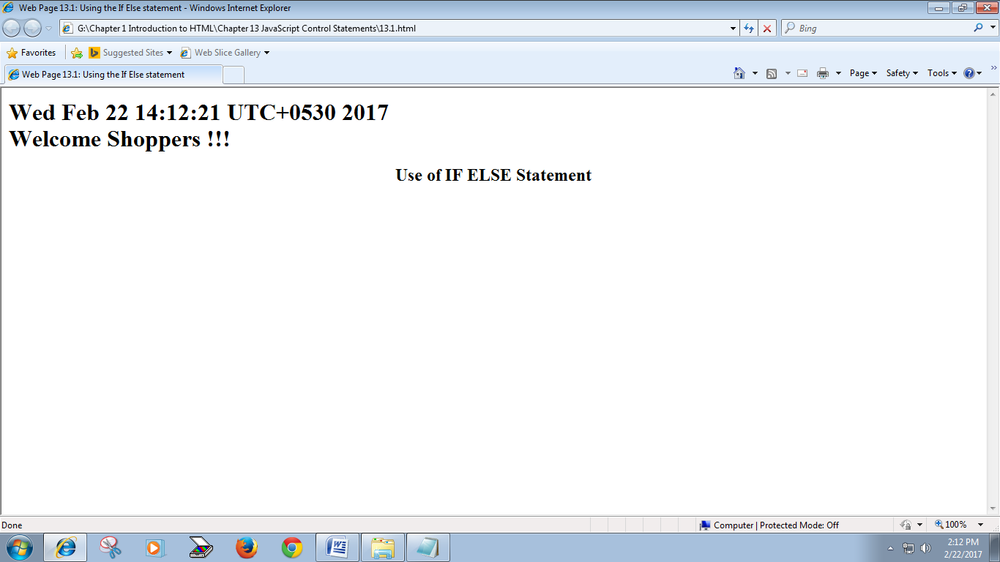 Web Page 13.1: Using the If Else statement - Windows Internet Explorer
G:\Chapter 1 Introduction to HTML\Chapter 13 JavaScript Control Statements\13.1.html
Bing
Favorites
Suggested Sites
Web Slice Gallery
Web Page 13.1: Using the If Else statement
Page
Safety
Tools
Wed Feb 22 14:12:21 UTC+0530 2017
Welcome Shoppers !!!
Use of IF ELSE Statement
Done
Computer | Protected Mode: Off
100%
2:12 PM
2/22/2017